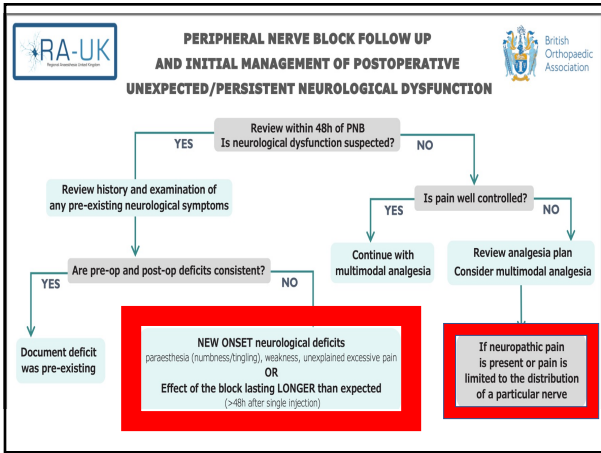 RA-UK
Regional Anaesthesia United Kingdom
PERIPHERAL NERVE BLOCK FOLLOW UP
AND INITIAL MANAGEMENT OF POSTOPERATIVE
UNEXPECTED/PERSISTENT NEUROLOGICAL DYSFUNCTION
British
Orthopaedic
Association
Review within 48h of PNB
Is neurological dysfunction suspected?
YES
NO
Review history and examination of
any pre-existing neurological symptoms
Is pain well controlled?
YES
NO
Are pre-op and post-op deficits consistent?
YES
NO
Continue with
multimodal analgesia
Review analgesia plan
Consider multimodal analgesia
Document deficit
was pre-existing
NEW ONSET neurological deficits
paraesthesia (numbness/tingling), weakness, unexplained excessive pain
OR
Effect of the block lasting LONGER than expected
(>48h after single injection)
If neuropathic pain
is present or pain is
limited to the distribution
of a particular nerve